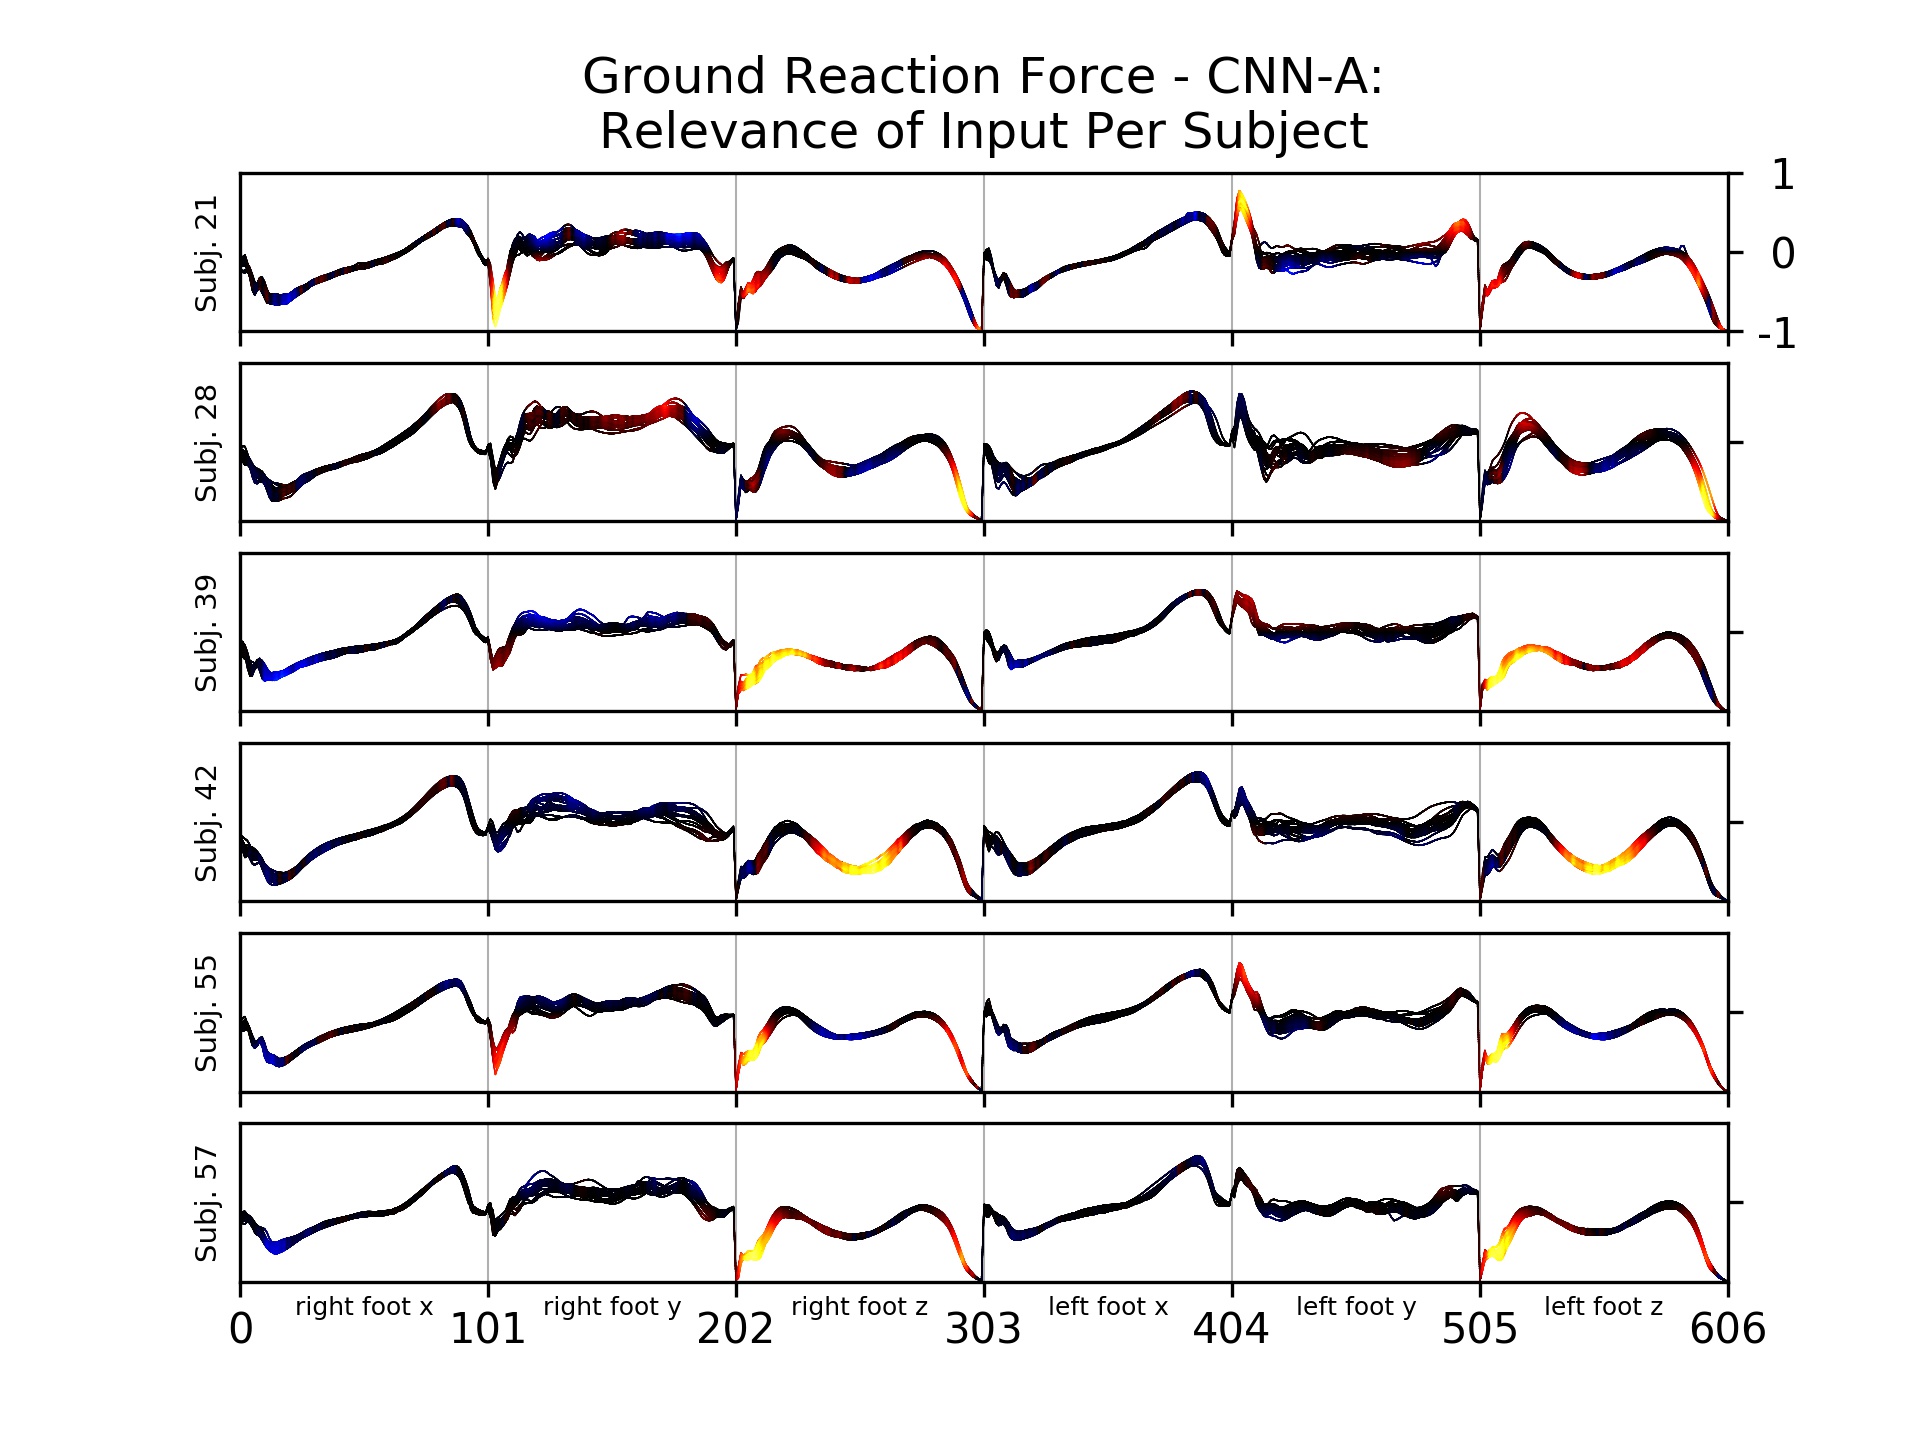 Ground Reaction Force - CNN-A:
Relevance of Input Per Subject
Subj. 21
1
0
-1
Subj. 28
Subj. 39
Subj. 42
Subj. 55
Subj. 57
right foot x
right foot y
right foot z
left foot x
left foot y
left foot z
0
101
202
303
404
505
606